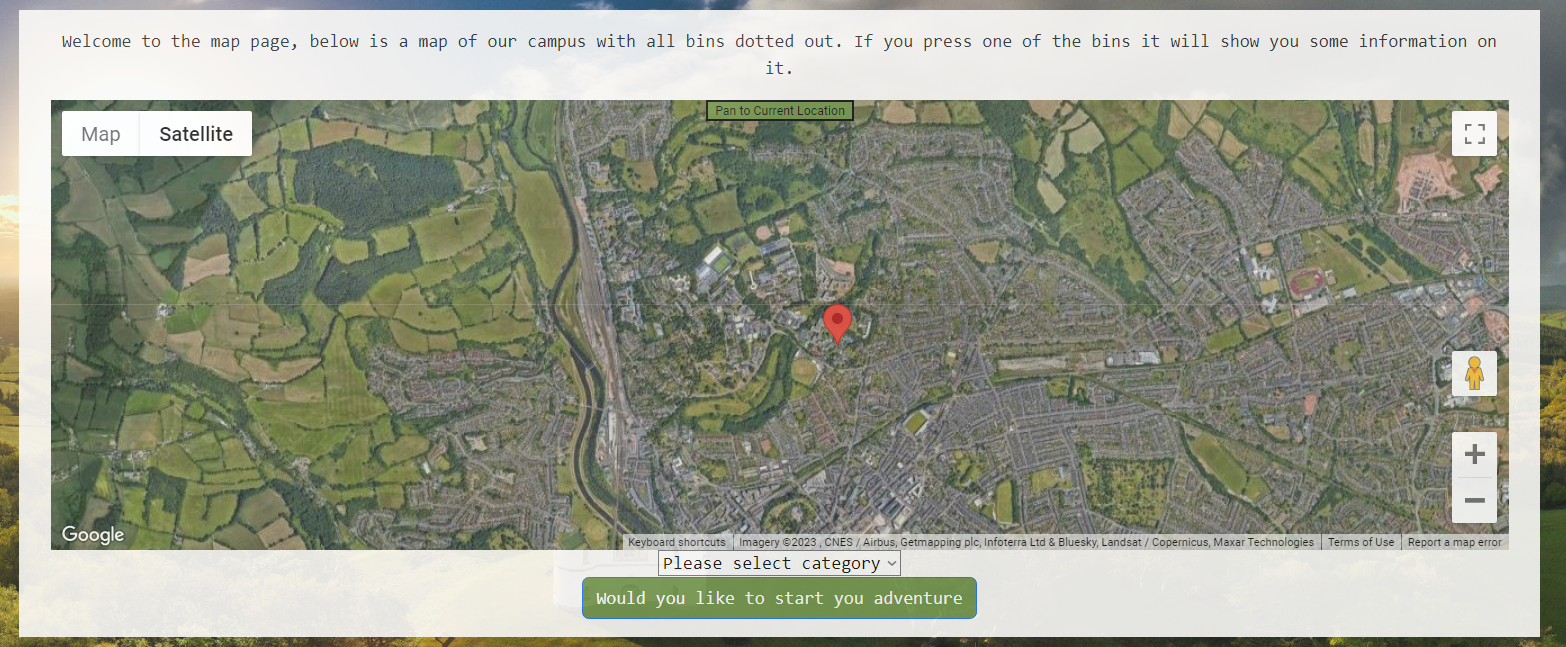 Welcome to the map page, below is a map of our campus with all bins dotted out. If you press one of the bins it will show you some information on
it.
Pan to Current Location
Map Satellite
Google
Keyboard shortcuts Imagery ©2023 , CNES / Airbus, Getmapping plc, Infoterra Ltd & Bluesky, Landsat / Copernicus, Maxar Technologies Terms of Use Report a map error
Please select category
Would you like to start you adventure